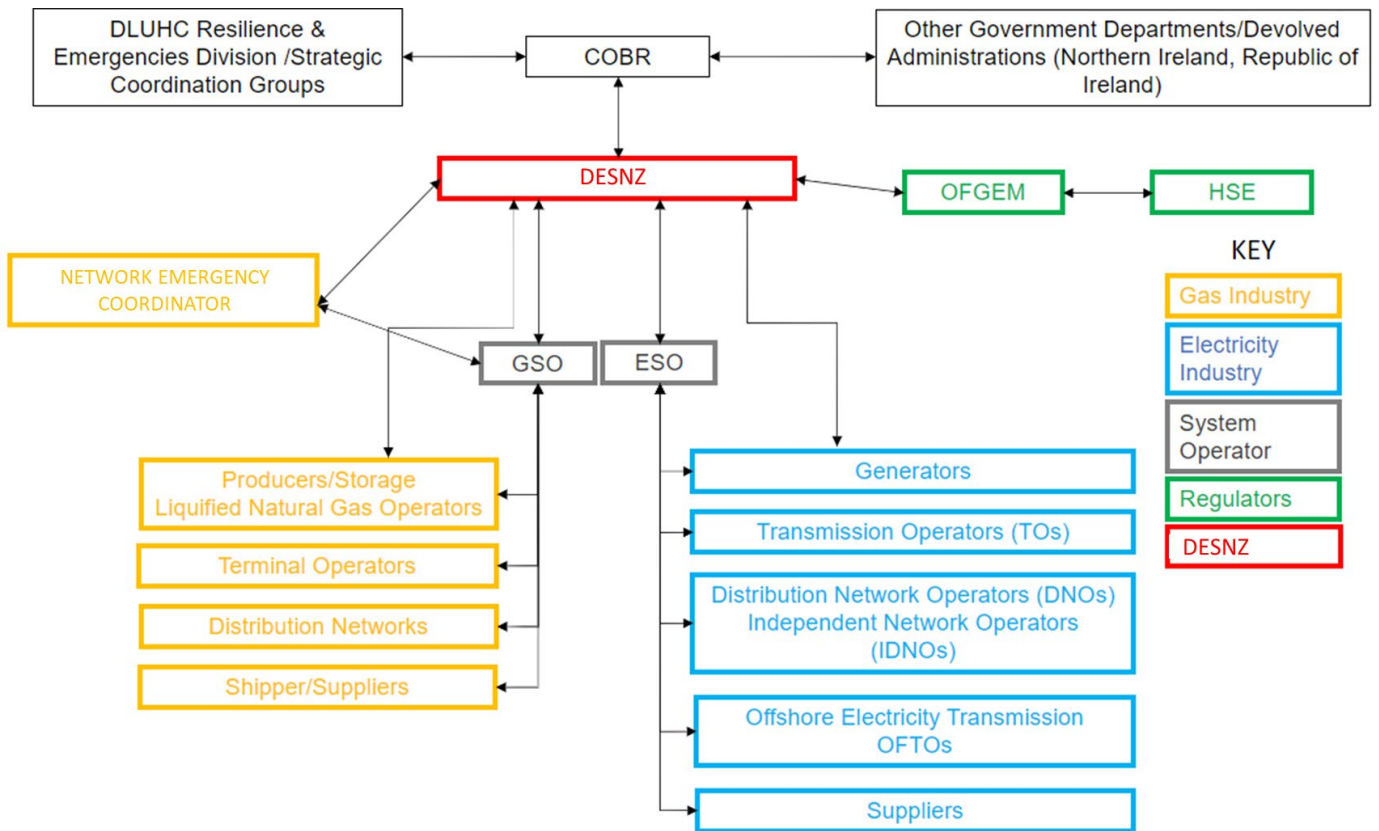 DLUHC Resilience &
Emergencies Division /Strategic
Coordination Groups
COBR
Other Government Departments/Devolved
Administrations (Northern Ireland, Republic of
Ireland)
DESNZ
OFGEM
HSE
NETWORK EMERGENCY
COORDINATOR
GSO
ESO
Producers/Storage
Liquified Natural Gas Operators
Terminal Operators
Distribution Networks
Shipper/Suppliers
Generators
Transmission Operators (TOs)
Distribution Network Operators (DNOs)
Independent Network Operators
(IDNOs)
Offshore Electricity Transmission
OFTOs
Suppliers
KEY
Gas Industry
Electricity
Industry
System
Operator
Regulators
DESNZ